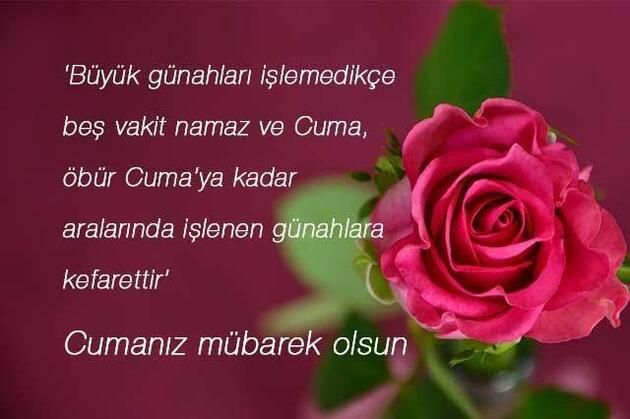 'Büyük günahları işlemedikçe
beş vakit namaz ve Cuma,
öbür Cuma'ya kadar
aralarında işlenen günahlara
kefarettir'
Cumanız mübarek olsun